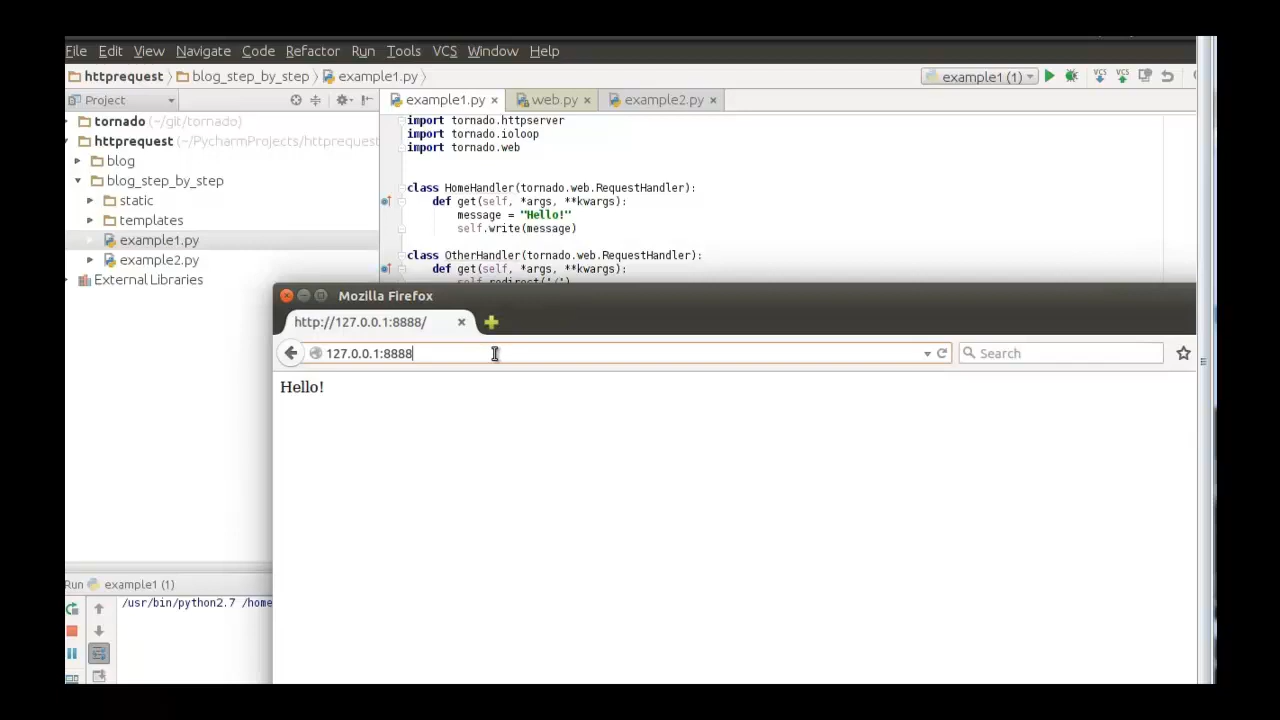 File Edit View Navigate Code Refactor Run Tools VCS Window Help
httprequest blog_step_by_step example1.py example1 (1) VCS VCS
Project example1.py web.py example2.py
tornado (~/git/tornado)
httprequest (~/PycharmProjects/httprequest
blog
blog_step_by_step
static
templates
example1.py
example2.py
External Libraries
import tornado.httpserver
import tornado.ioloop
import tornado.web
class HomeHandler(tornado.web.RequestHandler):
def get(self, *args, **kwargs):
message = "Hello!"
self.write(message)
class OtherHandler(tornado.web.RequestHandler):
def get(self, *args, **kwargs):
self.redirect('/')
Mozilla Firefox
http://127.0.0.1:8888/
127.0.0.1:8888 Search
Hello!
Run example1 (1)
/usr/bin/python2.7 /home